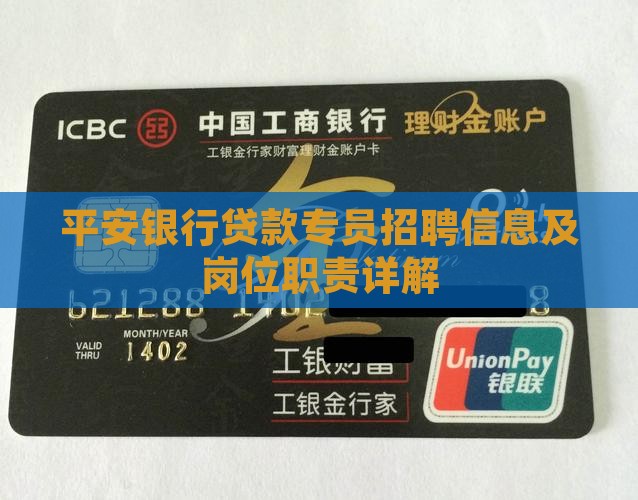 ICBC 中国工商银行 理财金账户
工银金行家财富理财金账户卡
平安银行贷款专员招聘信息及
岗位职责详解
621288 1402 8
MONTH/YEAR
VALID THRU 1402
工银财富
UnionPay
银联
工银金行家